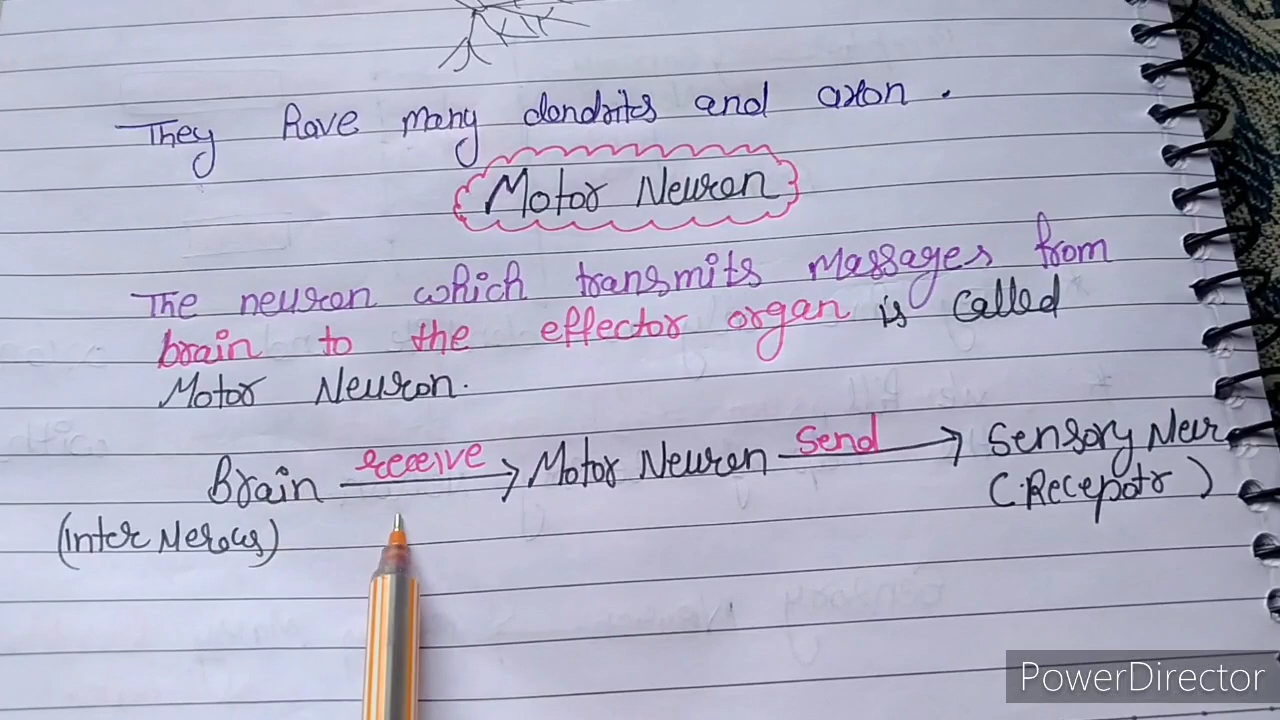 They have many dendrites and axon.
Motor Neuron
The neuron which transmits massages from
brain to the effector organ is called
Motor Neuron.
Brain receive Motor Neuron Send Sensory Neur
(inter Nerous) (Recepotr)
PowerDirector